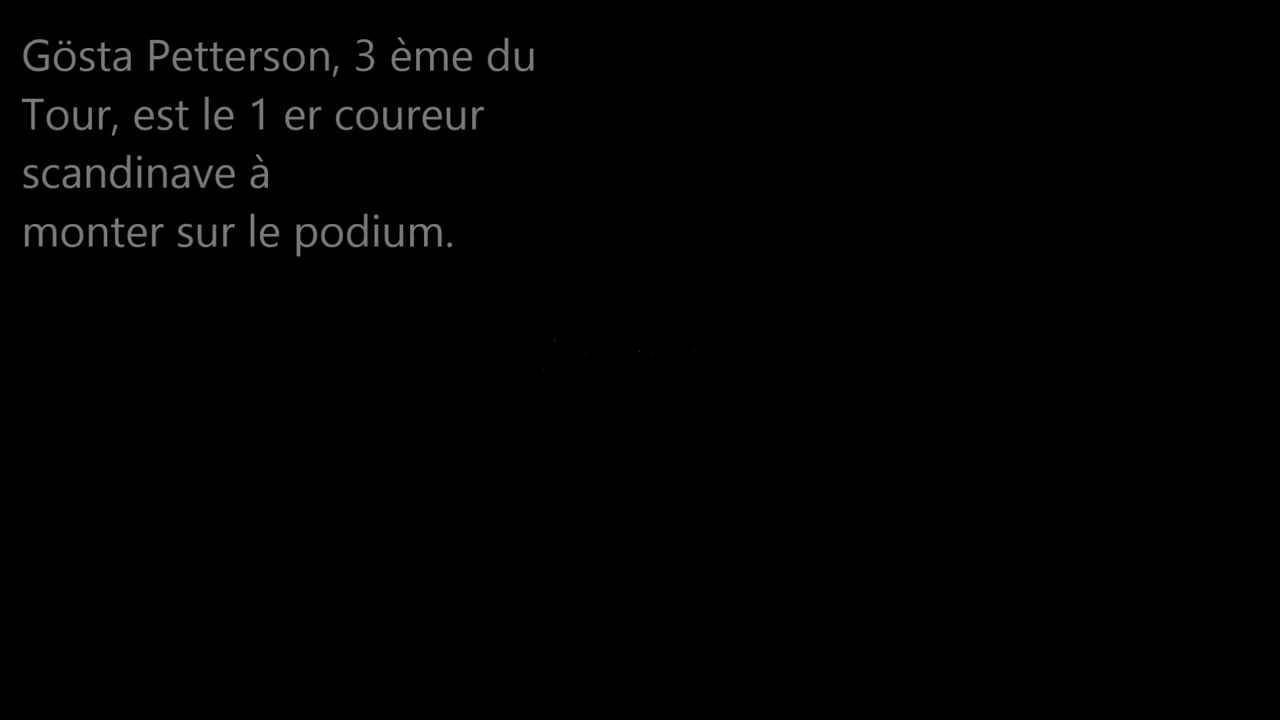 Gösta Petterson, 3 ème du
Tour, est le 1 er coureur
scandinave à
monter sur le podium.